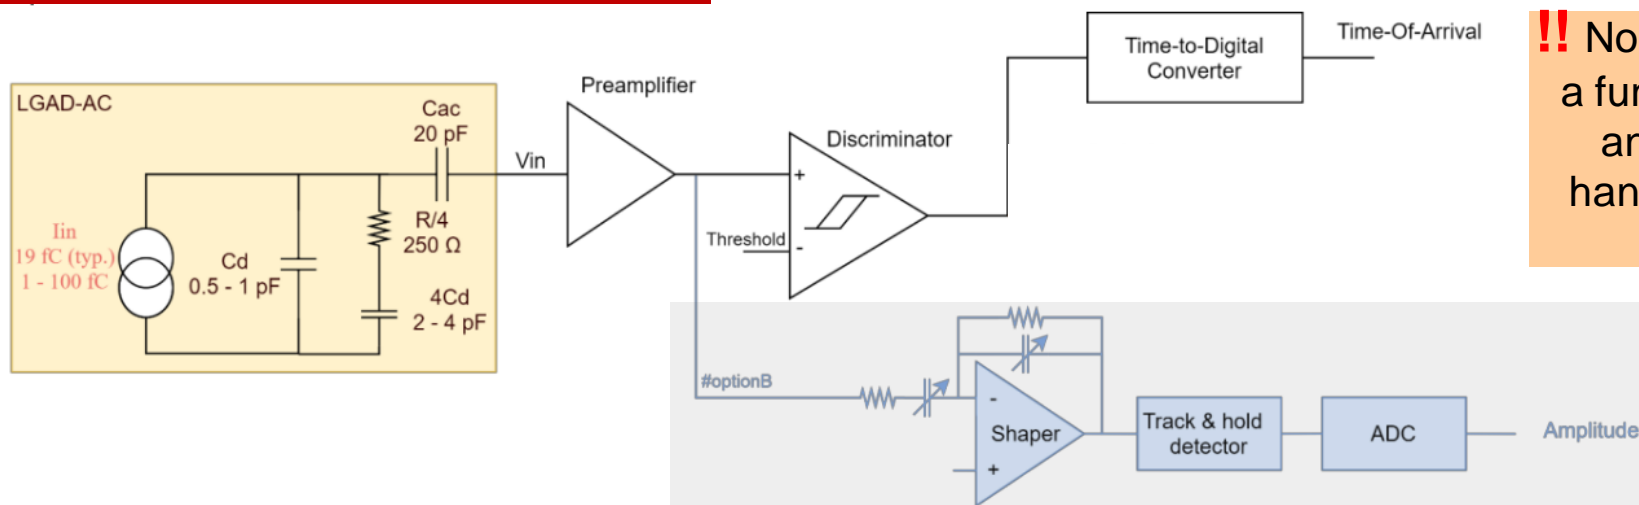 LGAD-AC
Cac
20 pF
Iin
19 fC (typ.)
1 - 100 fC
Cd
0.5 - 1 pF
R/4
250 Ω
4Cd
2 - 4 pF
Vin
Preamplifier
Discriminator
+
Threshold
-
Time-to-Digital
Converter
Time-Of-Arrival
!! No
a fur
ar
han
#optionB
-
Shaper
+
Track & hold
detector
ADC
Amplitude